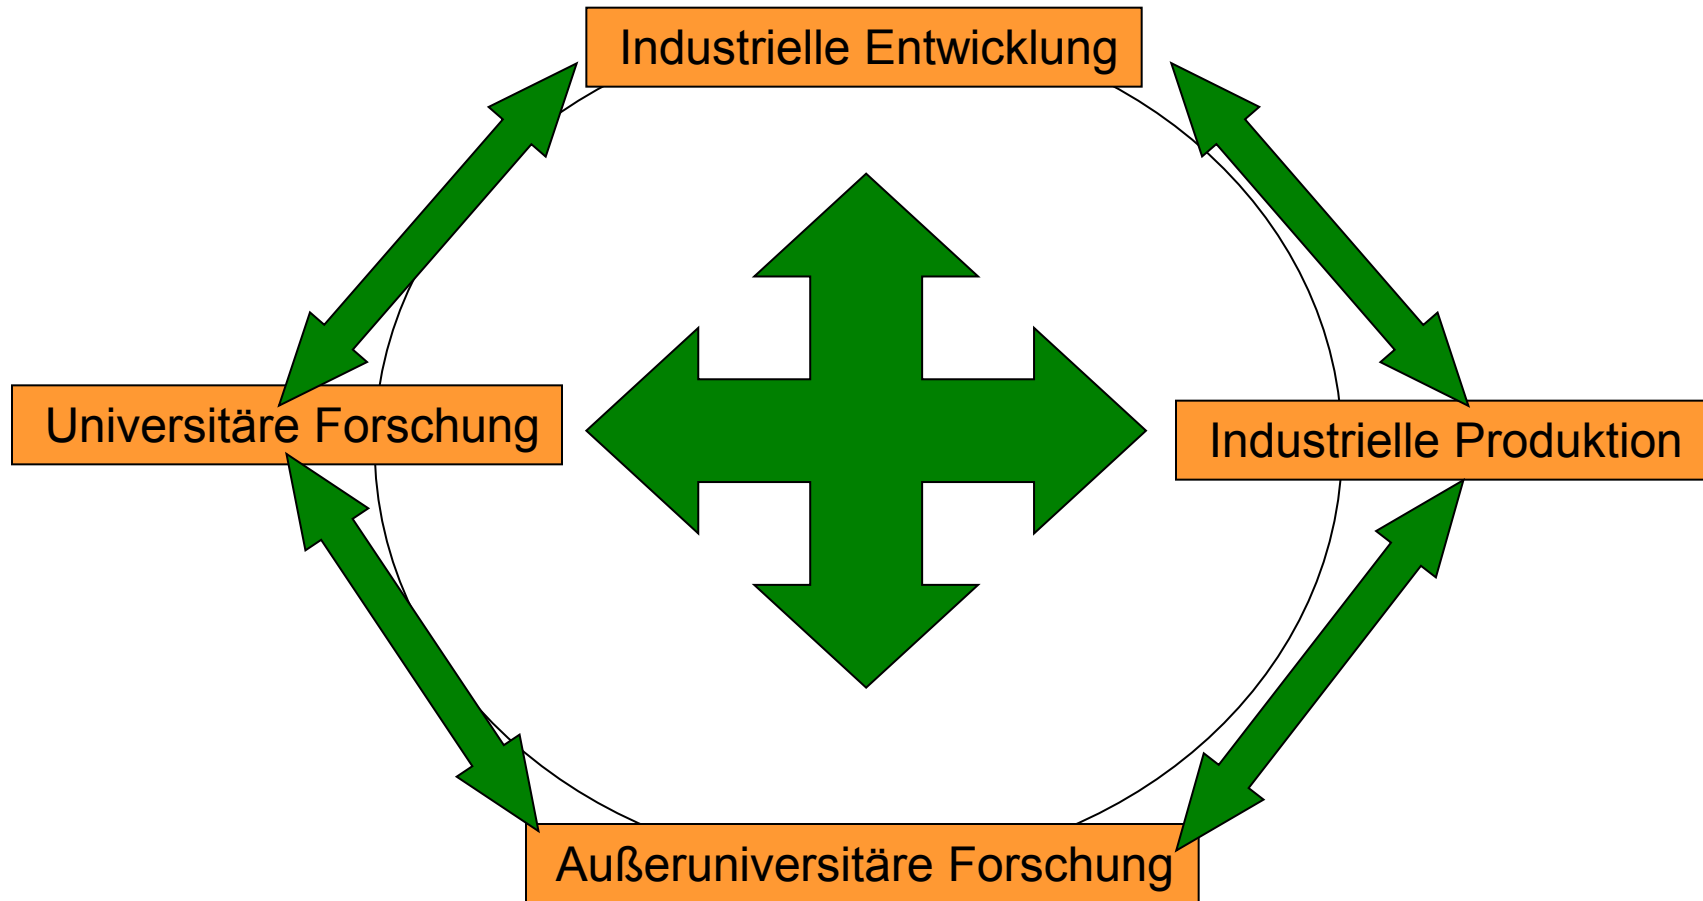 Industrielle Entwicklung
Universitäre Forschung
Industrielle Produktion
Außeruniversitäre Forschung